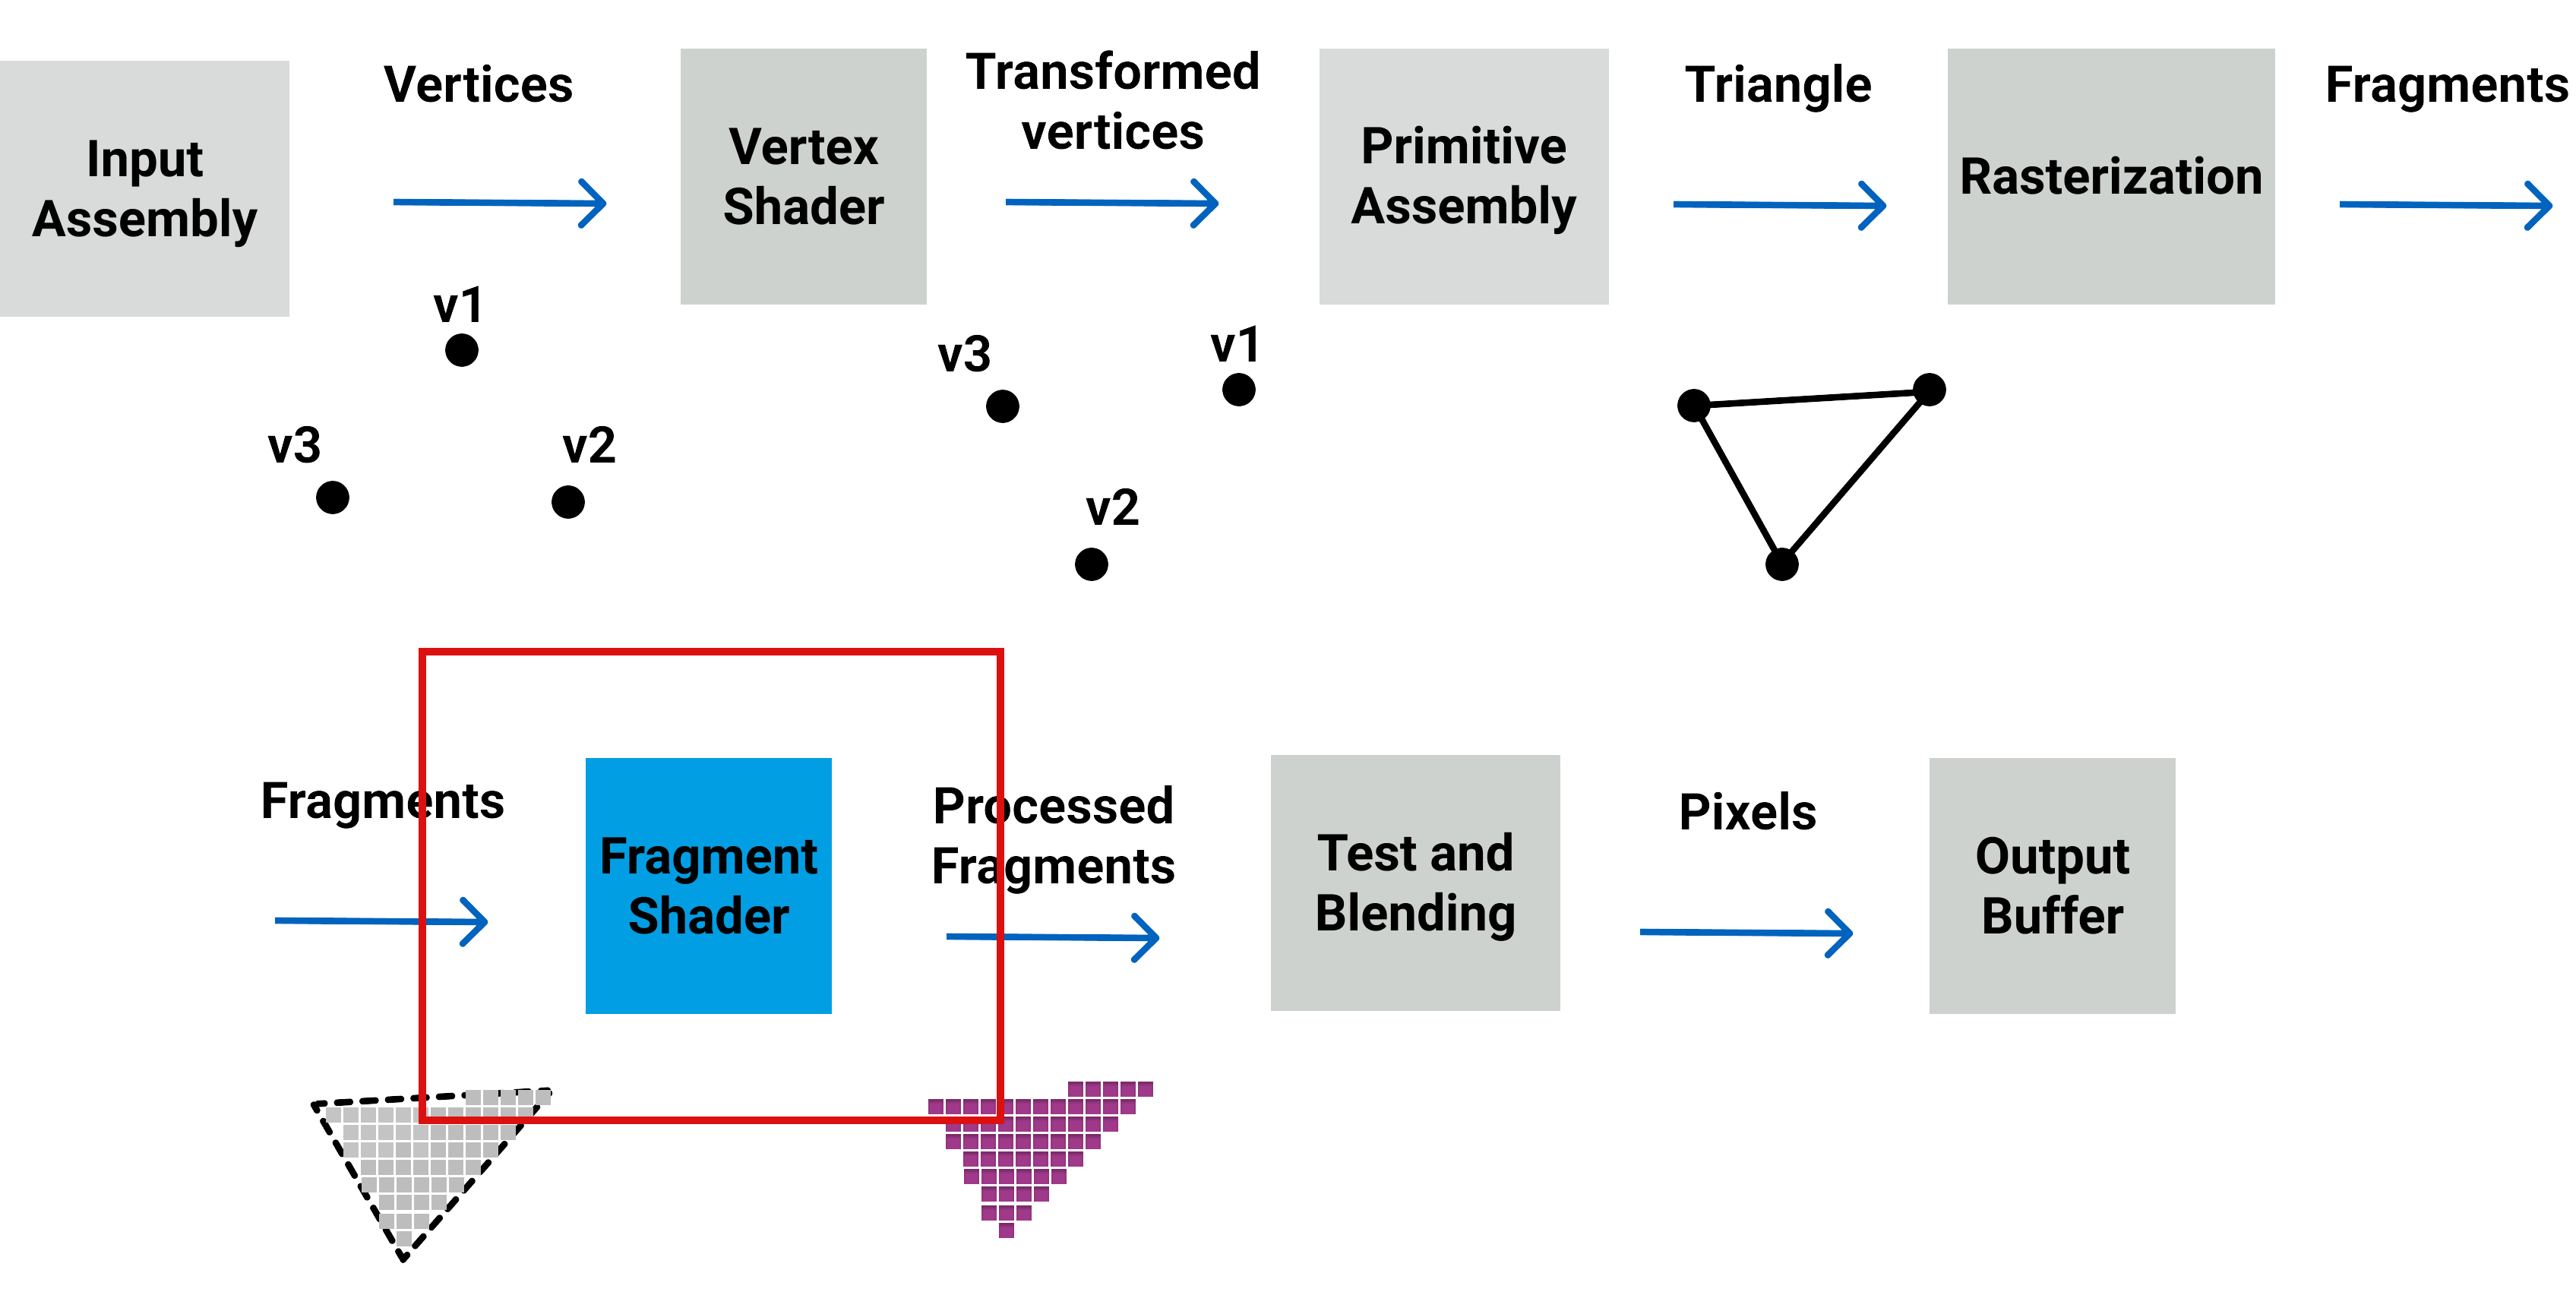 Input
Assembly
Vertices
Vertex
Shader
Transformed
vertices
Primitive
Assembly
Triangle
Rasterization
Fragments
v1
v3
v2
v3
v1
v2
Fragments
Fragment
Shader
Processed
Fragments
Test and
Blending
Pixels
Output
Buffer